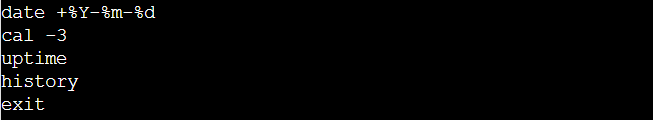 date +%Y-%m-%d
cal -3
uptime
history
exit